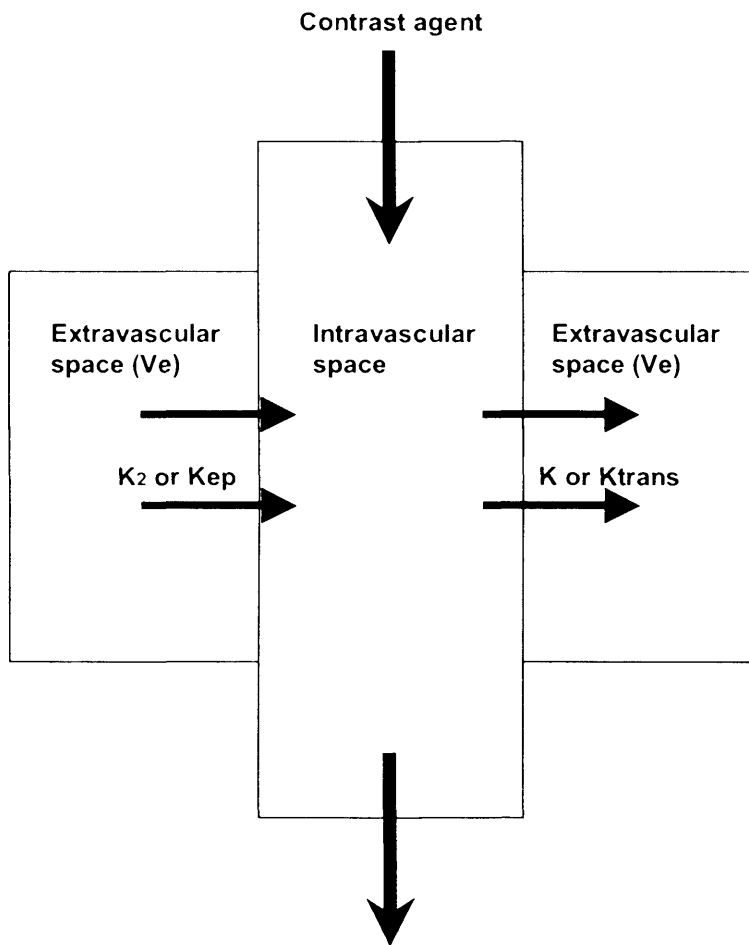 Contrast agent
Extravascular
space (Ve)
Intravascular
space
Extravascular
space (Ve)
K2 or Kep
K or Ktrans